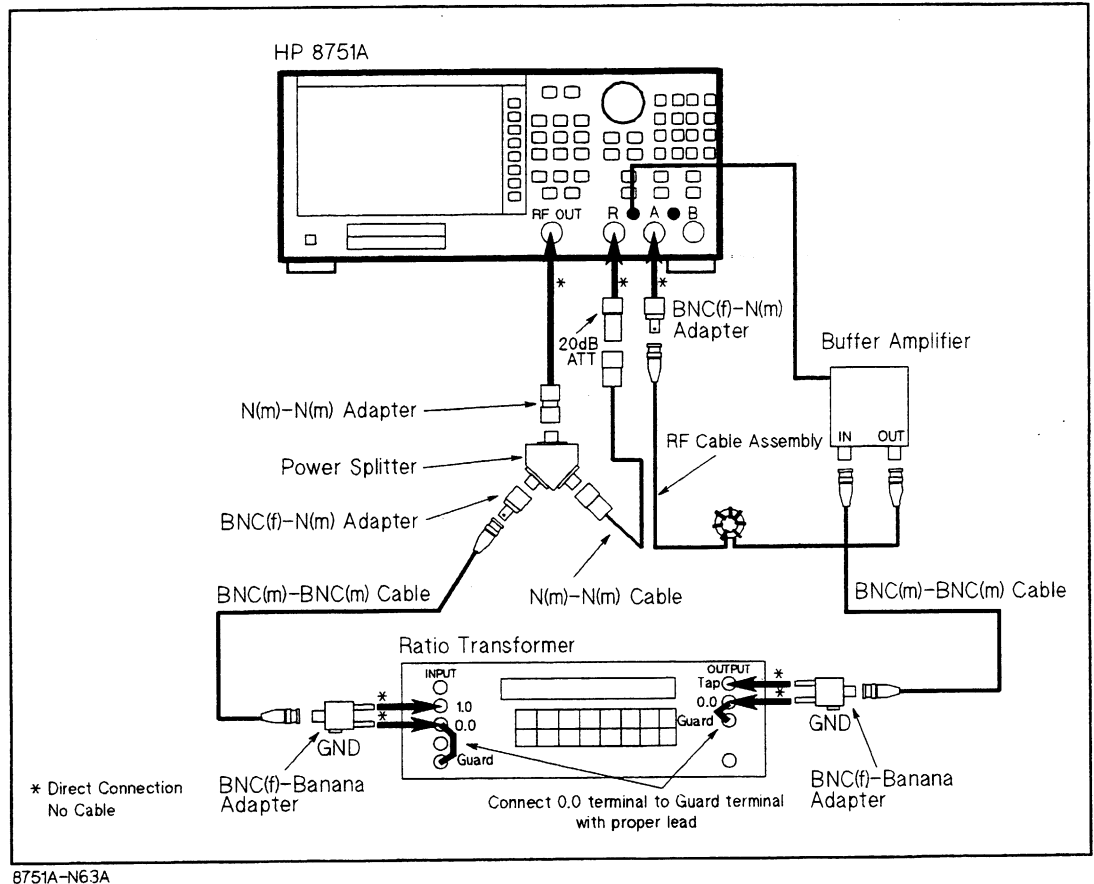 HP 8751A
RF OUT
R
A
B
*
*
*
BNC(f)-N(m)
Adapter
20dB
ATT
Buffer Amplifier
N(m)-N(m) Adapter
IN
OUT
RF Cable Assembly
Power Splitter
BNC(f)-N(m) Adapter
BNC(m)-BNC(m) Cable
N(m)-N(m) Cable
BNC(m)-BNC(m) Cable
Ratio Transformer
INPUT
1.0
0.0
Guard
*
*
GND
BNC(f)-Banana
Adapter
OUTPUT
Tap
0.0
Guard
*
*
GND
BNC(f)-Banana
Adapter
* Direct Connection
No Cable
Connect 0.0 terminal to Guard terminal
with proper lead
8751A-N63A